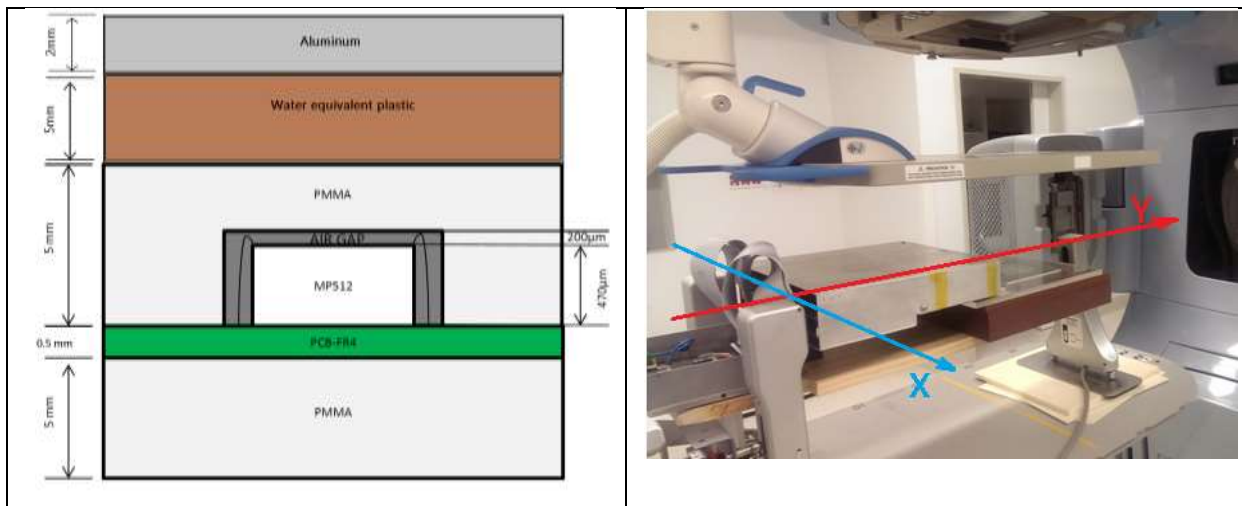 2mm
Aluminum
5mm
Water equivalent plastic
5 mm
PMMA
AIR GAP
200µm
MP512
470µm
0.5 mm
PCB-FR4
5 mm
PMMA
Y
X